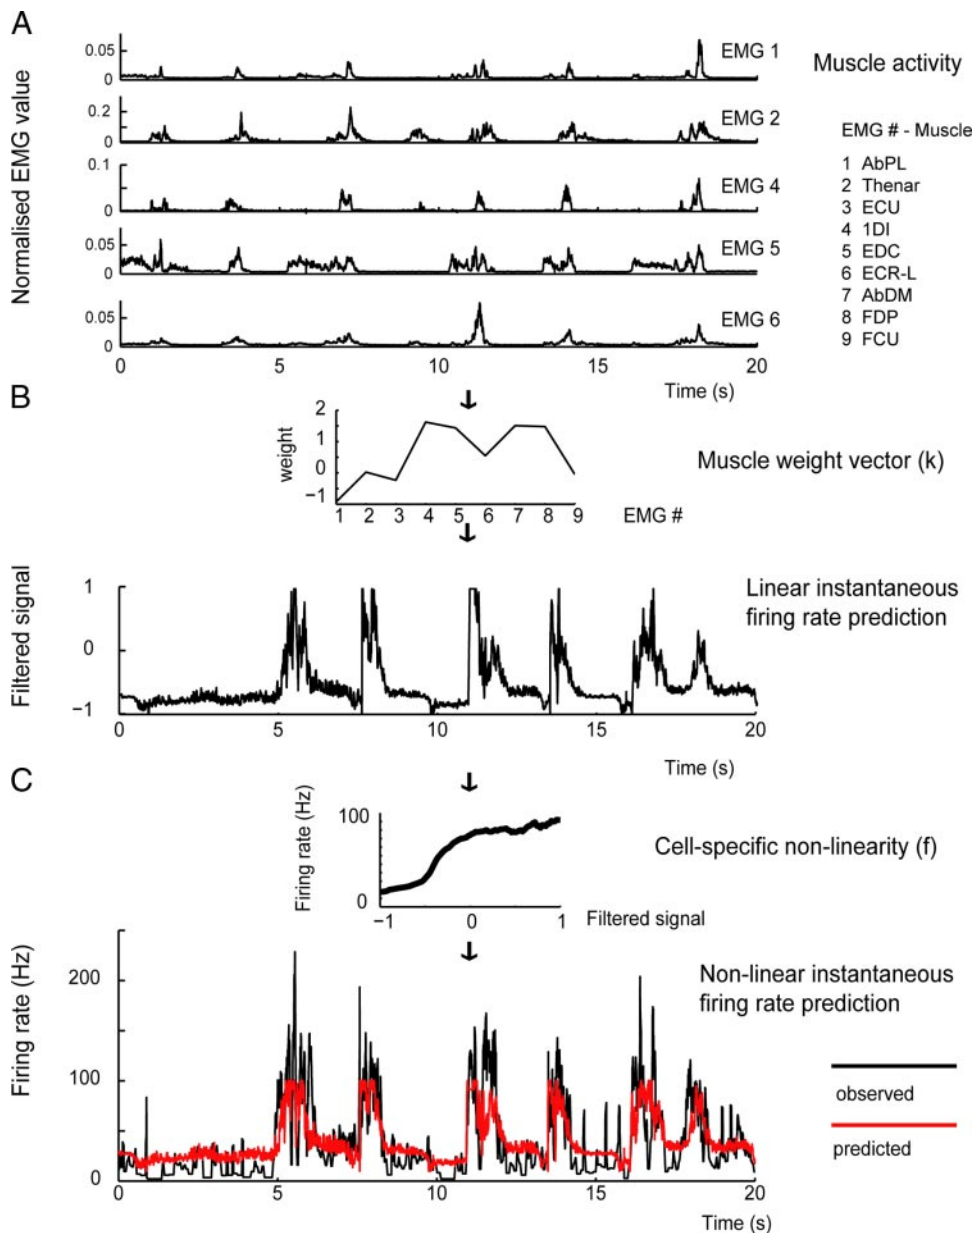 A
Normalised EMG value
0.05
0
EMG 1
0.2
0
EMG 2
0.1
0
EMG 4
0.05
0
EMG 5
0.05
0
EMG 6
0 5 10 15 20
Time (s)
Muscle activity
EMG # - Muscle
1 AbPL
2 Thenar
3 ECU
4 1DI
5 EDC
6 ECR-L
7 AbDM
8 FDP
9 FCU
B
weight
2
1
0
−1
1 2 3 4 5 6 7 8 9
EMG #
Muscle weight vector (k)
Filtered signal
1
0
−1
0 5 10 15 20
Time (s)
Linear instantaneous
firing rate prediction
C
Firing rate (Hz)
100
0
−1 0 1
Filtered signal
Cell-specific non-linearity (f)
Firing rate (Hz)
200
100
0
0 5 10 15 20
Time (s)
Non-linear instantaneous
firing rate prediction
observed
predicted